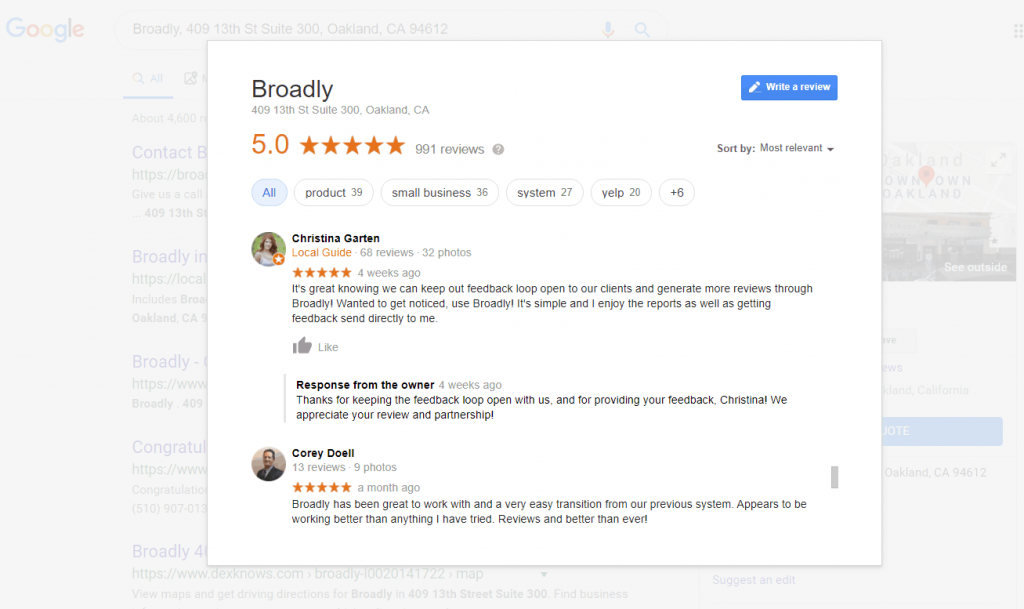 Google
Broadly, 409 13th St Suite 300, Oakland, CA 94612
All
About 4,600 r
Contact B
https://broa
Give us a call
... 409 13th St
Broadly in
https://local
Includes Broa
Oakland, CA 9
Broadly - 
https://www
Broadly . 409
Congratul
https://www
Congratulation
(510) 907-013
Broadly 40
https://www.dexknows.com › broadly-l0020141722 › map
View maps and get driving directions for Broadly in 409 13th Street Suite 300. Find business
Broadly
409 13th St Suite 300, Oakland, CA
Write a review
5.0 991 reviews
Sort by: Most relevant
All product 39 small business 36 system 27 yelp 20 +6
Christina Garten
Local Guide · 68 reviews · 32 photos
4 weeks ago
It's great knowing we can keep out feedback loop open to our clients and generate more reviews through
Broadly! Wanted to get noticed, use Broadly! It's simple and I enjoy the reports as well as getting
feedback send directly to me.
Like
Response from the owner 4 weeks ago
Thanks for keeping the feedback loop open with us, and for providing your feedback, Christina! We
appreciate your review and partnership!
Corey Doell
13 reviews · 9 photos
a month ago
Broadly has been great to work with and a very easy transition from our previous system. Appears to be
working better than anything I have tried. Reviews and better than ever!
Oakland
OWNTOWN
OAKLAND
See outside
ave
ews
kland, California
UOTE
Oakland, CA 94612
Suggest an edit